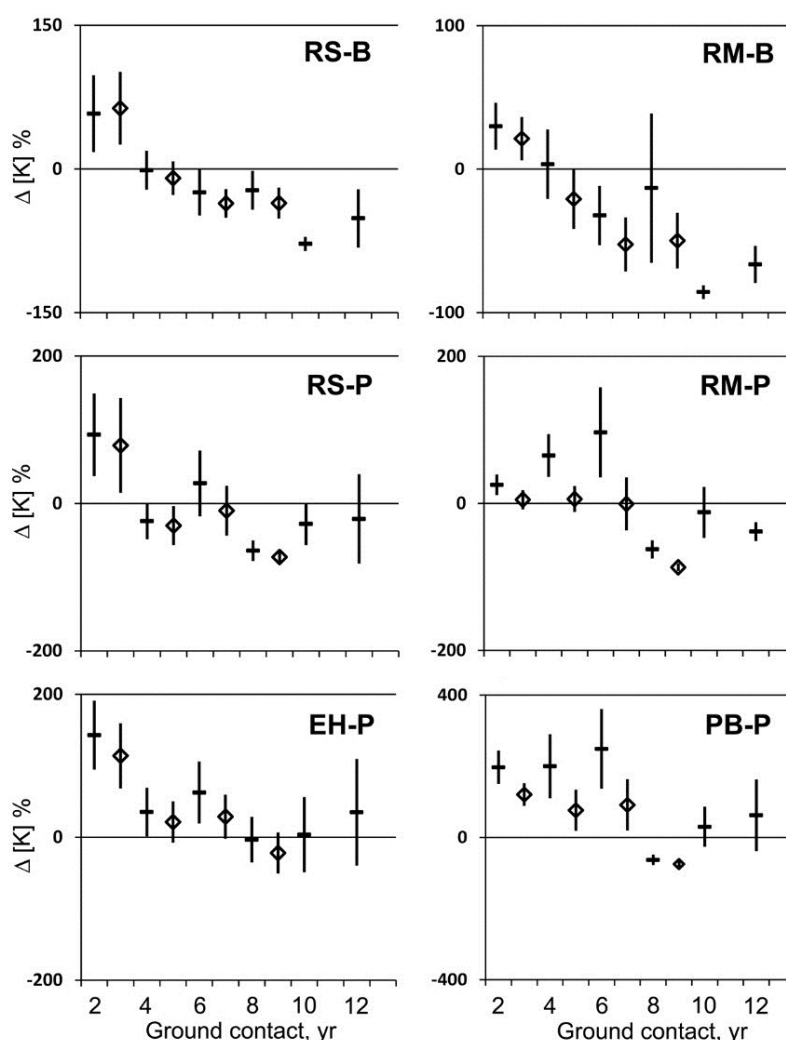 150
RS-B
Δ [K] %
0
-150
100
RM-B
0
-100
200
RS-P
Δ [K] %
0
-200
200
RM-P
0
-200
200
EH-P
Δ [K] %
0
-200
2 4 6 8 10 12
Ground contact, yr
400
PB-P
0
-400
2 4 6 8 10 12
Ground contact, yr